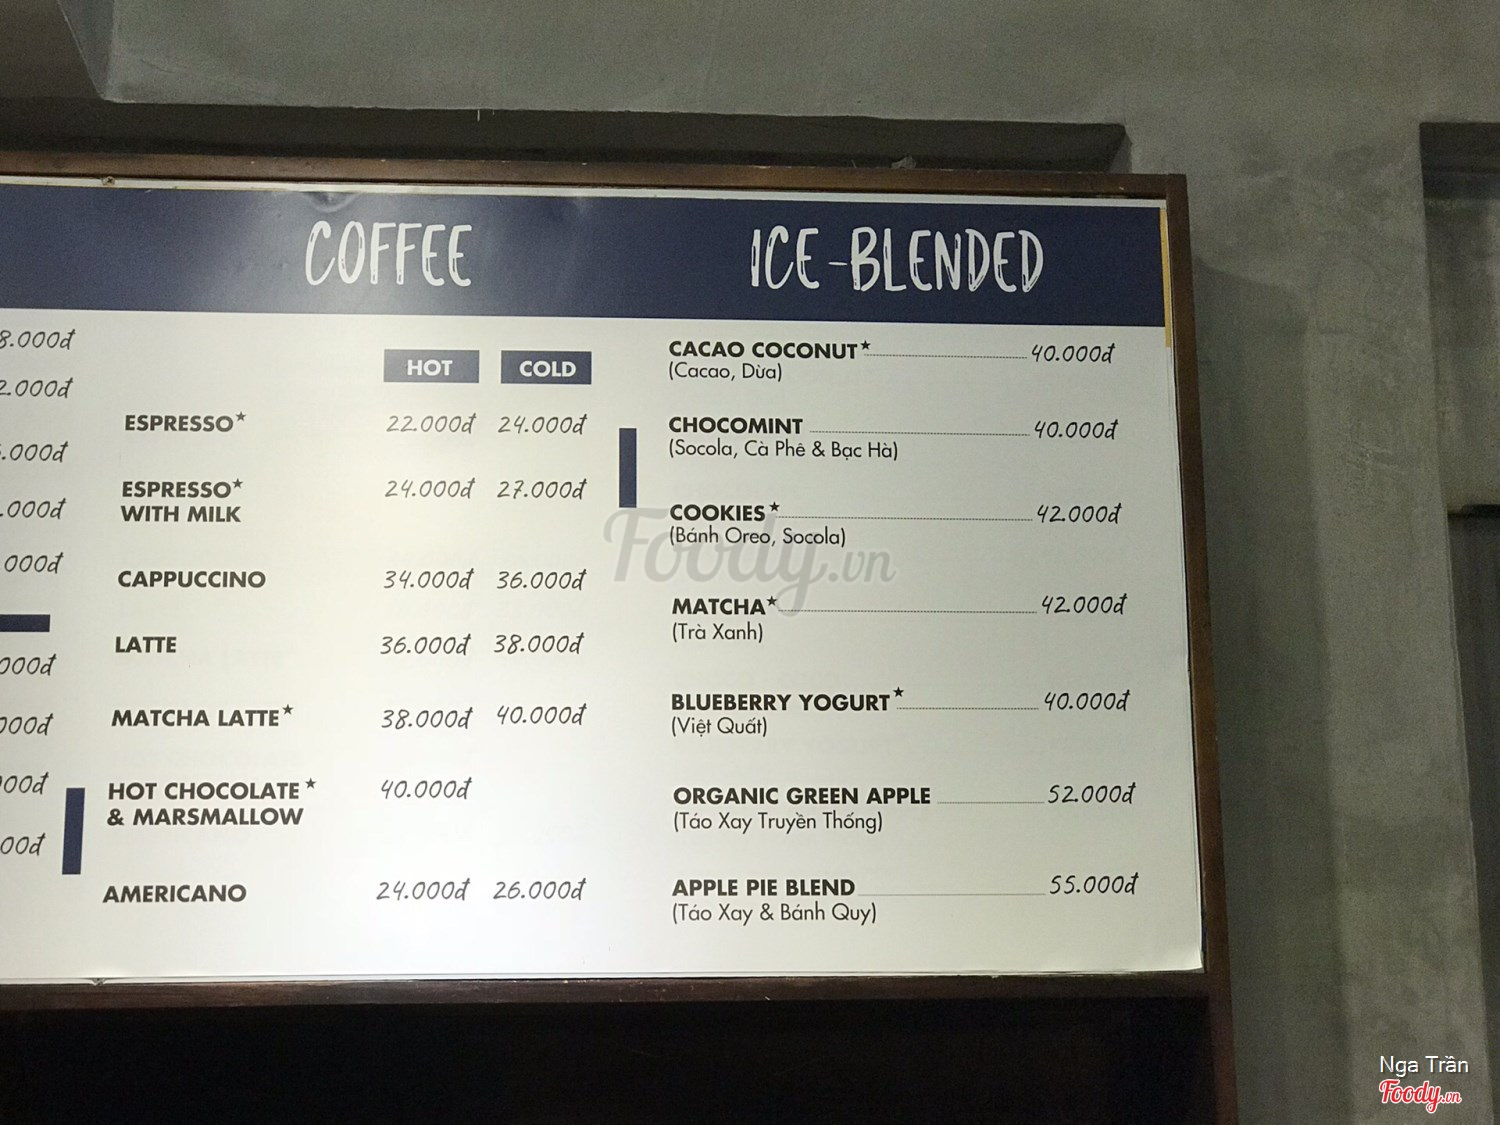 COFFEE
ICE-BLENDED
HOT COLD
ESPRESSO★ 22.000đ 24.000đ
ESPRESSO★ 24.000đ 27.000đ
WITH MILK
CAPPUCCINO 34.000đ 36.000đ
LATTE 36.000đ 38.000đ
MATCHA LATTE★ 38.000đ 40.000đ
HOT CHOCOLATE★ 40.000đ
& MARSMALLOW
AMERICANO 24.000đ 26.000đ
CACAO COCONUT★ 40.000đ
(Cacao, Dừa)
CHOCOMINT 40.000đ
(Socola, Cà Phê & Bạc Hà)
COOKIES★ 42.000đ
(Bánh Oreo, Socola)
MATCHA★ 42.000đ
(Trà Xanh)
BLUEBERRY YOGURT★ 40.000đ
(Việt Quất)
ORGANIC GREEN APPLE 52.000đ
(Táo Xay Truyền Thống)
APPLE PIE BLEND 55.000đ
(Táo Xay & Bánh Quy)
Foody.vn
Nga Trần
Foody.vn